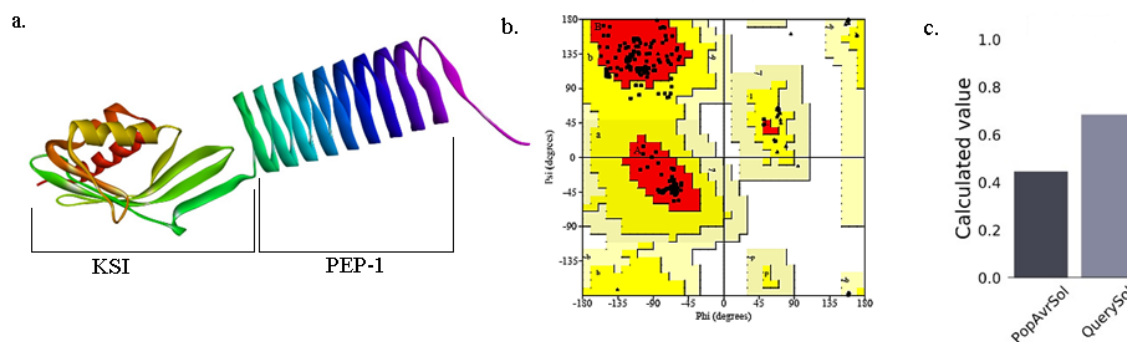 a.
KSI
PEP-1
b.
Psi (degrees)
180
135
90
45
0
-45
-90
-135
B
A
b
a
l
p
-180 -135 -90 -45 0 45 90 135 180
Phi (degrees)
c.
Calculated value
1.0
0.8
0.6
0.4
0.2
0.0
PopAvrSol
QuerySol